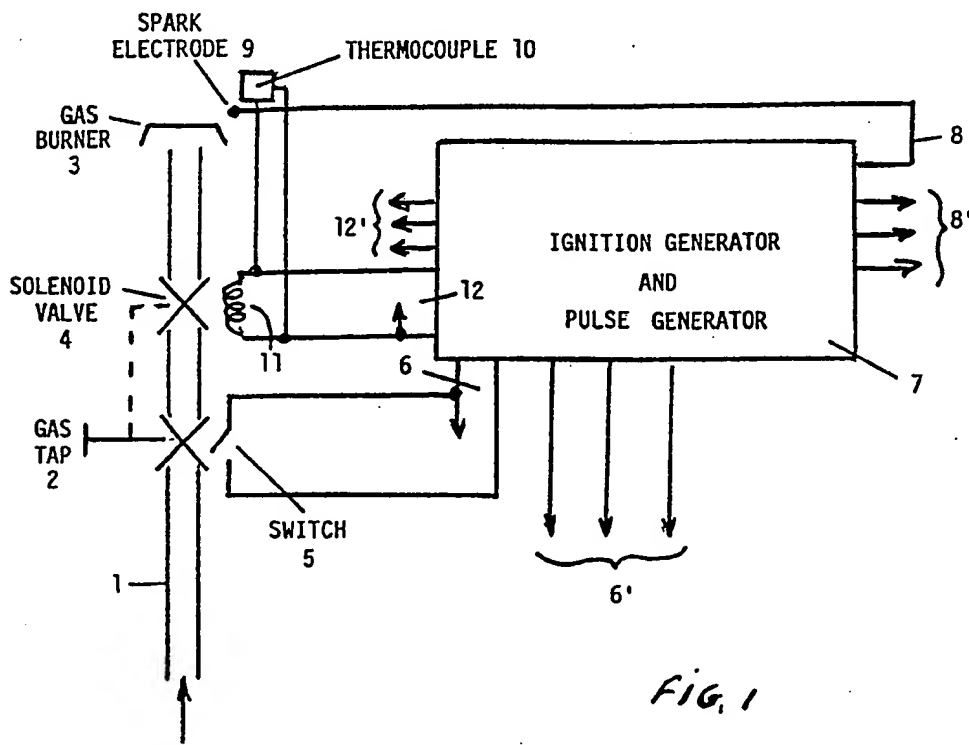 SPARK
ELECTRODE 9
THERMOCOUPLE 10
GAS
BURNER
3
8
12'
8'
IGNITION GENERATOR
AND
PULSE GENERATOR
SOLENOID
VALVE
4
12
11
6
7
GAS
TAP
2
SWITCH
5
1
6'
FIG. 1